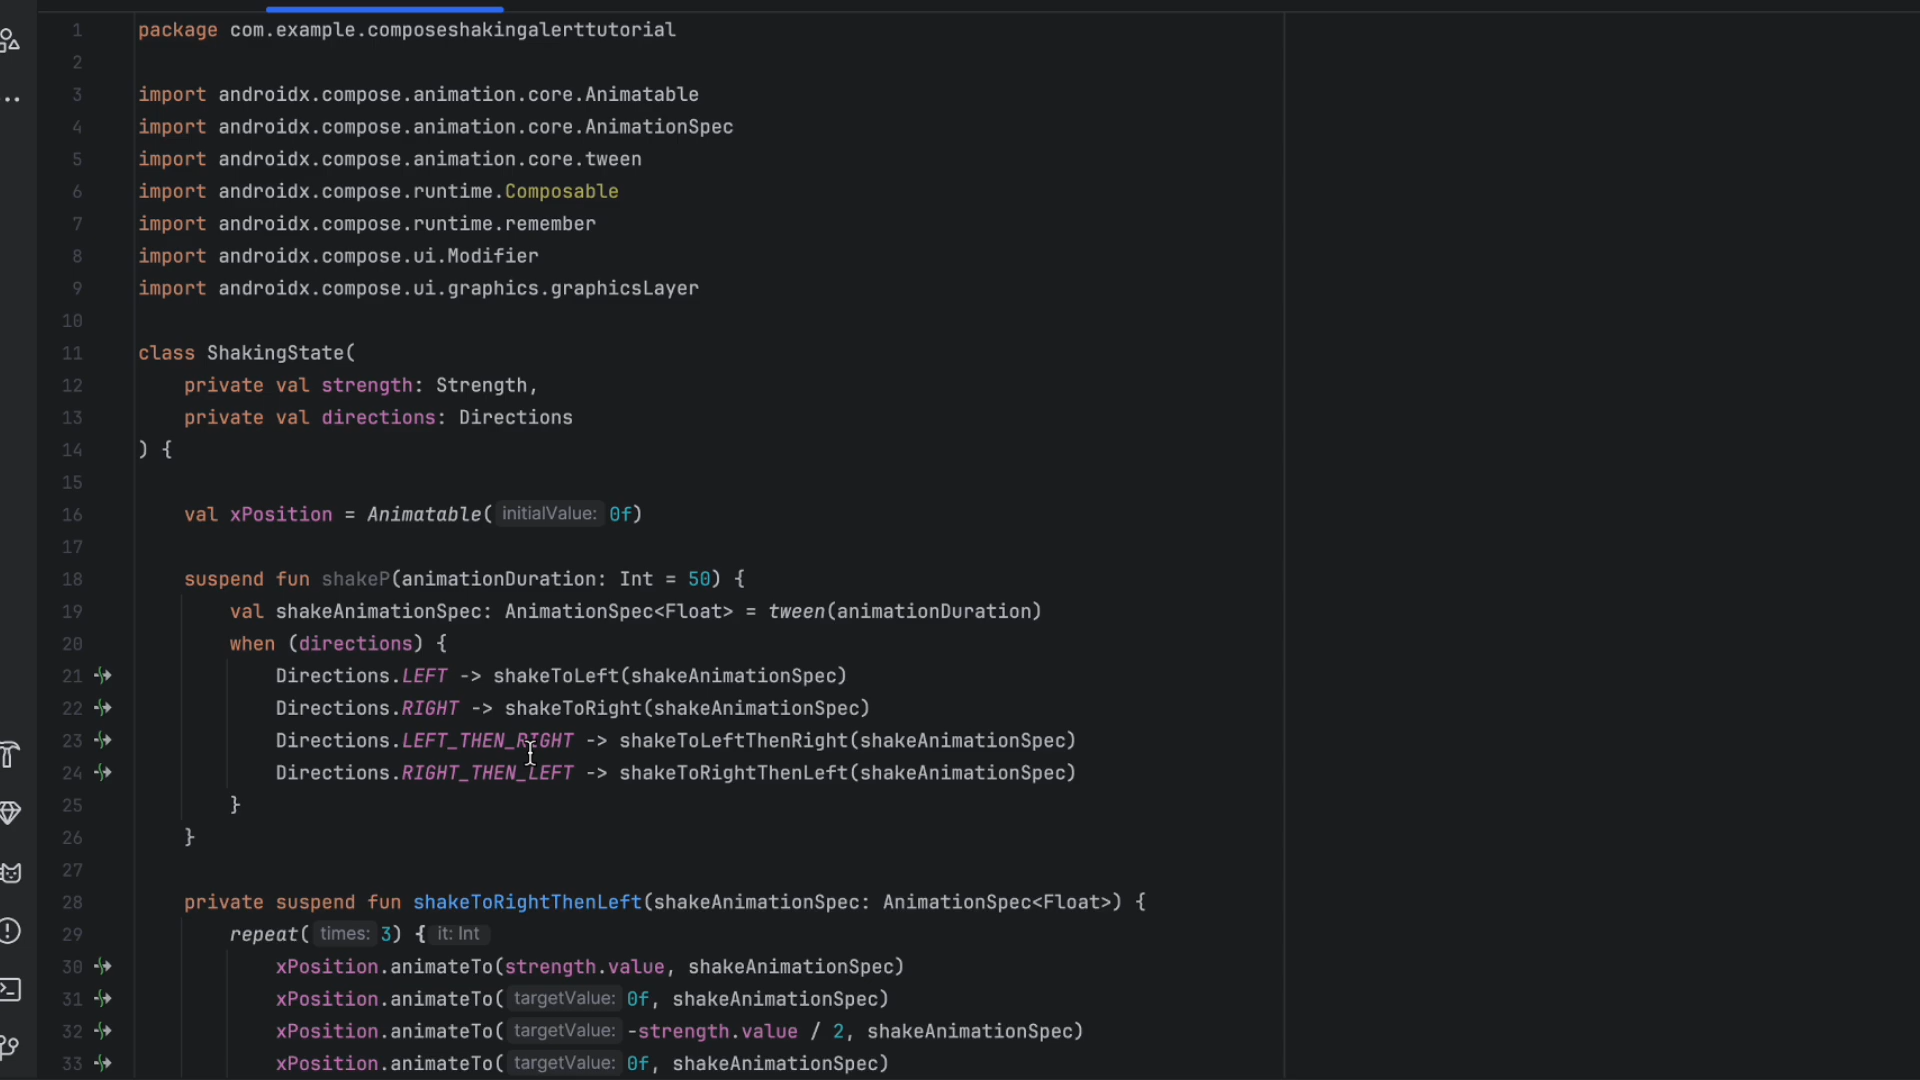 1 package com.example.composeshakingalerttutorial
2
3 import androidx.compose.animation.core.Animatable
4 import androidx.compose.animation.core.AnimationSpec
5 import androidx.compose.animation.core.tween
6 import androidx.compose.runtime.Composable
7 import androidx.compose.runtime.remember
8 import androidx.compose.ui.Modifier
9 import androidx.compose.ui.graphics.graphicsLayer
10
11 class ShakingState(
12 private val strength: Strength,
13 private val directions: Directions
14 ) {
15
16 val xPosition = Animatable( initialValue: 0f)
17
18 suspend fun shakeP(animationDuration: Int = 50) {
19 val shakeAnimationSpec: AnimationSpec<Float> = tween(animationDuration)
20 when (directions) {
21 Directions.LEFT -> shakeToLeft(shakeAnimationSpec)
22 Directions.RIGHT -> shakeToRight(shakeAnimationSpec)
23 Directions.LEFT_THEN_RIGHT -> shakeToLeftThenRight(shakeAnimationSpec)
24 Directions.RIGHT_THEN_LEFT -> shakeToRightThenLeft(shakeAnimationSpec)
25 }
26 }
27
28 private suspend fun shakeToRightThenLeft(shakeAnimationSpec: AnimationSpec<Float>) {
29 repeat( times: 3) { it: Int
30 xPosition.animateTo(strength.value, shakeAnimationSpec)
31 xPosition.animateTo( targetValue: 0f, shakeAnimationSpec)
32 xPosition.animateTo( targetValue: -strength.value / 2, shakeAnimationSpec)
33 xPosition.animateTo( targetValue: 0f, shakeAnimationSpec)